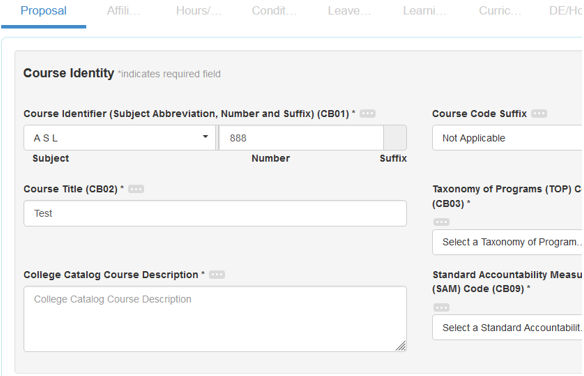 Proposal Affili... Hours/... Condit... Leave... Learni... Curric... DE/Ho
Course Identity *indicates required field
Course Identifier (Subject Abbreviation, Number and Suffix) (CB01) *
A S L 888
Subject Number Suffix
Course Code Suffix
Not Applicable
Course Title (CB02) *
Test
Taxonomy of Programs (TOP) C
(CB03) *
Select a Taxonomy of Program...
College Catalog Course Description *
College Catalog Course Description
Standard Accountability Measu
(SAM) Code (CB09) *
Select a Standard Accountabilit...